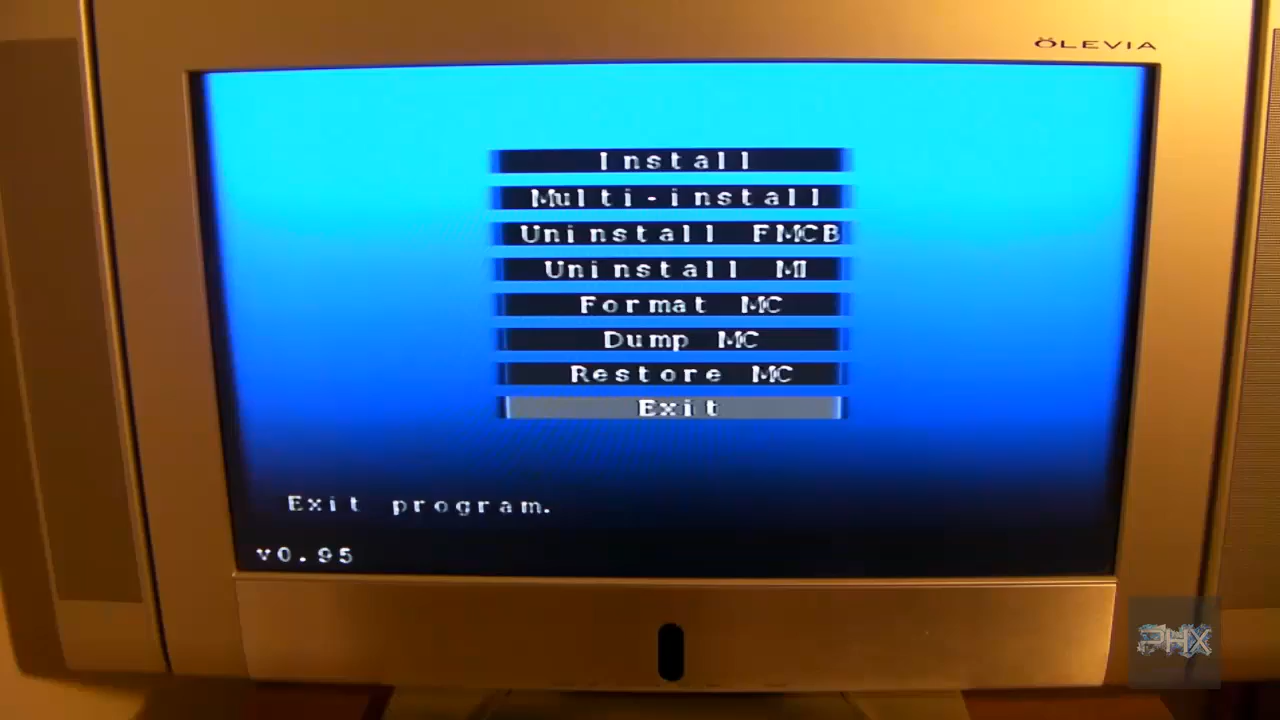 ÖLEVIA
Install
Multi-install
Uninstall FMCB
Uninstall MI
Format MC
Dump MC
Restore MC
Exit
Exit program.
v0.95
PHX